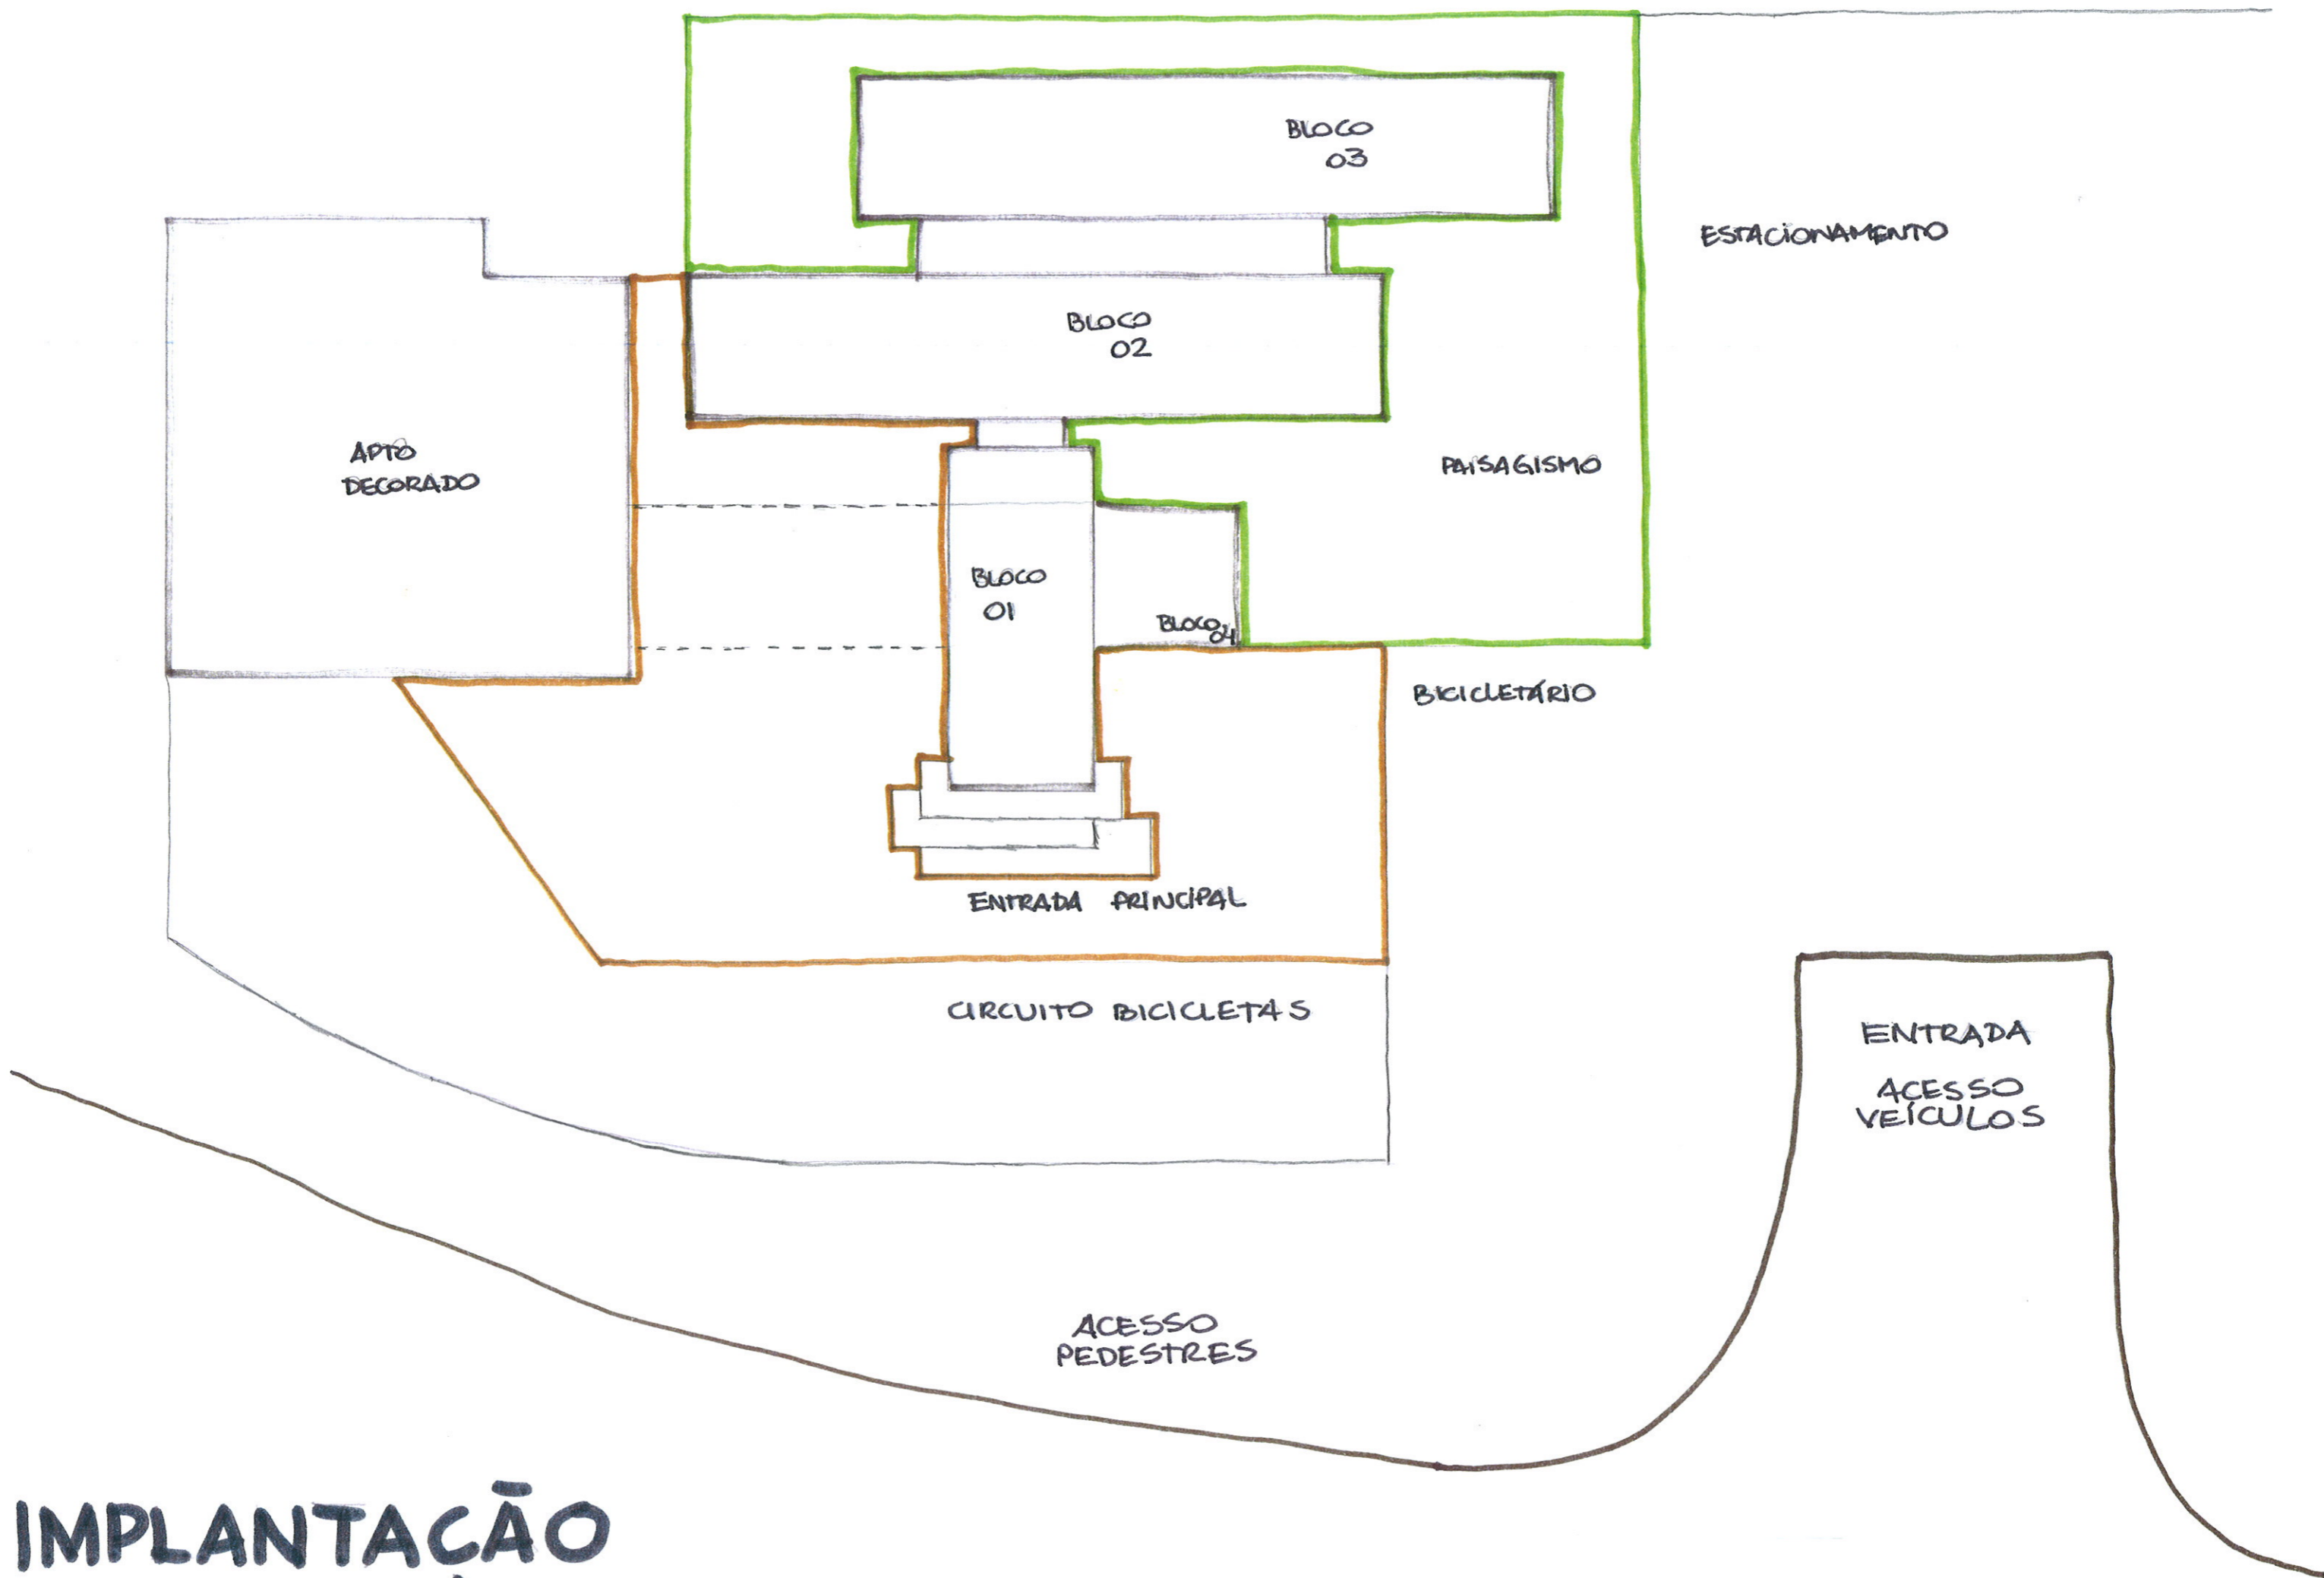 BLOCO
03
ESTACIONAMENTO
BLOCO
02
APTO
DECORADO
PAISAGISMO
BLOCO
01
BLOCO
04
BICICLETÁRIO
ENTRADA PRINCIPAL
CIRCUITO BICICLETAS
ENTRADA
ACESSO
VEÍCULOS
ACESSO
PEDESTRES
IMPLANTAÇÃO